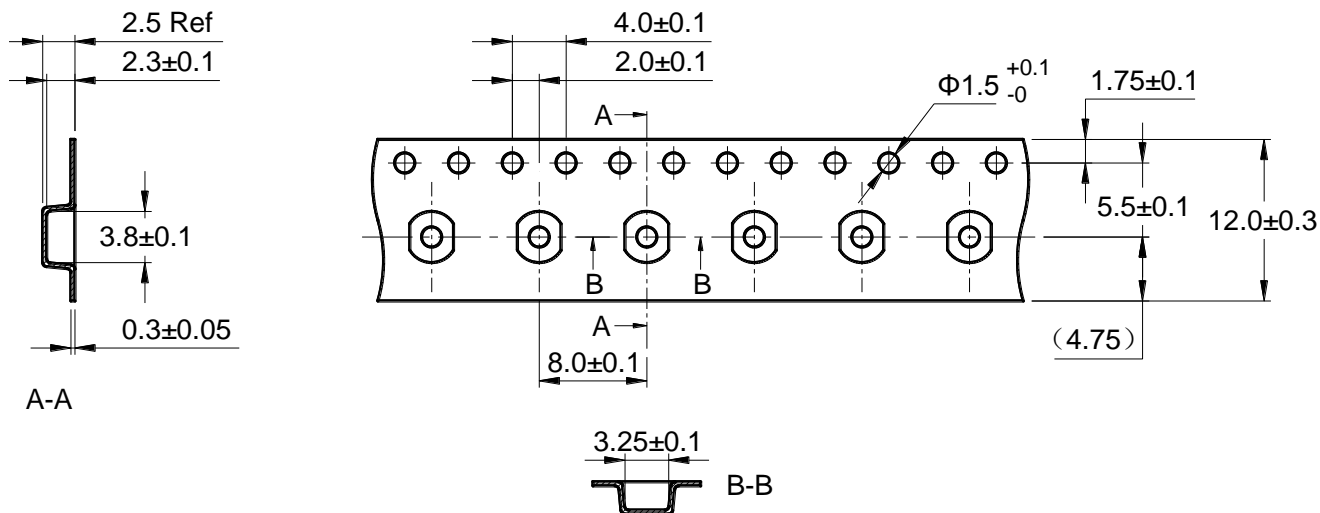 2.5 Ref
4.0±0.1
2.3±0.1
2.0±0.1
Φ1.5 +0.1 -0
1.75±0.1
A
3.8±0.1
5.5±0.1
12.0±0.3
B
B
0.3±0.05
A
(4.75）
8.0±0.1
A-A
3.25±0.1
B-B